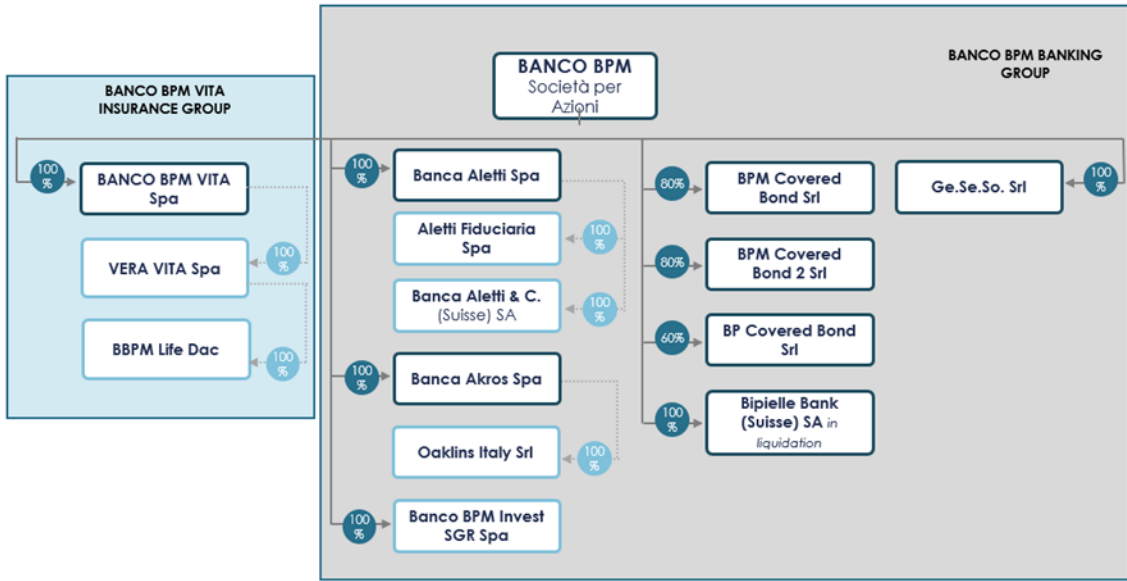 BANCO BPM VITA
INSURANCE GROUP
100
%
BANCO BPM VITA
Spa
VERA VITA Spa
100
%
BBPM Life Dac
100
%
BANCO BPM BANKING
GROUP
BANCO BPM
Società per
Azioni
100
%
Banca Aletti Spa
Aletti Fiduciaria
Spa
100
%
Banca Aletti & C.
(Suisse) SA
100
%
100
%
Banca Akros Spa
Oaklins Italy Srl
100
%
100
%
Banco BPM Invest
SGR Spa
80%
BPM Covered
Bond Srl
80%
BPM Covered
Bond 2 Srl
60%
BP Covered Bond
Srl
100
%
Bipielle Bank
(Suisse) SA in
liquidation
Ge.Se.So. Srl
100
%